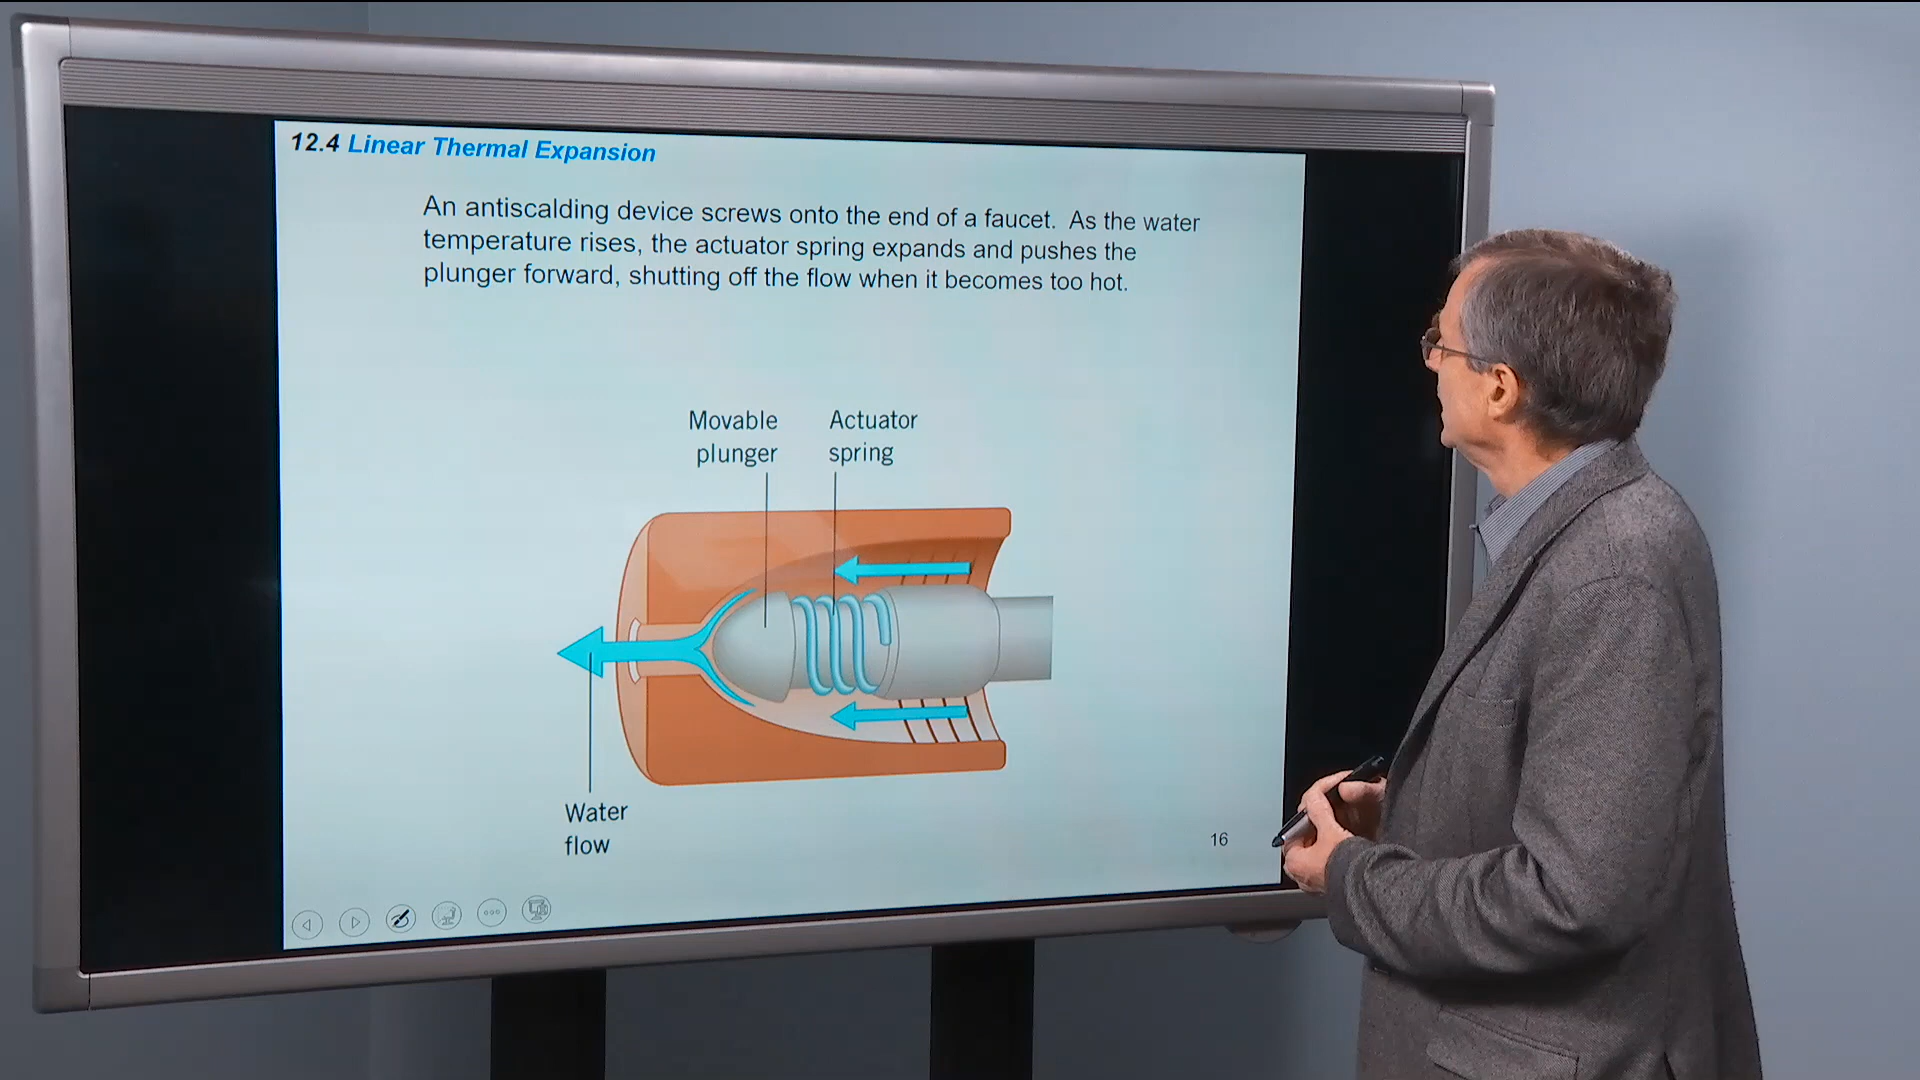 12.4 Linear Thermal Expansion
An antiscalding device screws onto the end of a faucet. As the water
temperature rises, the actuator spring expands and pushes the
plunger forward, shutting off the flow when it becomes too hot.
Movable
plunger
Actuator
spring
Water
flow
16